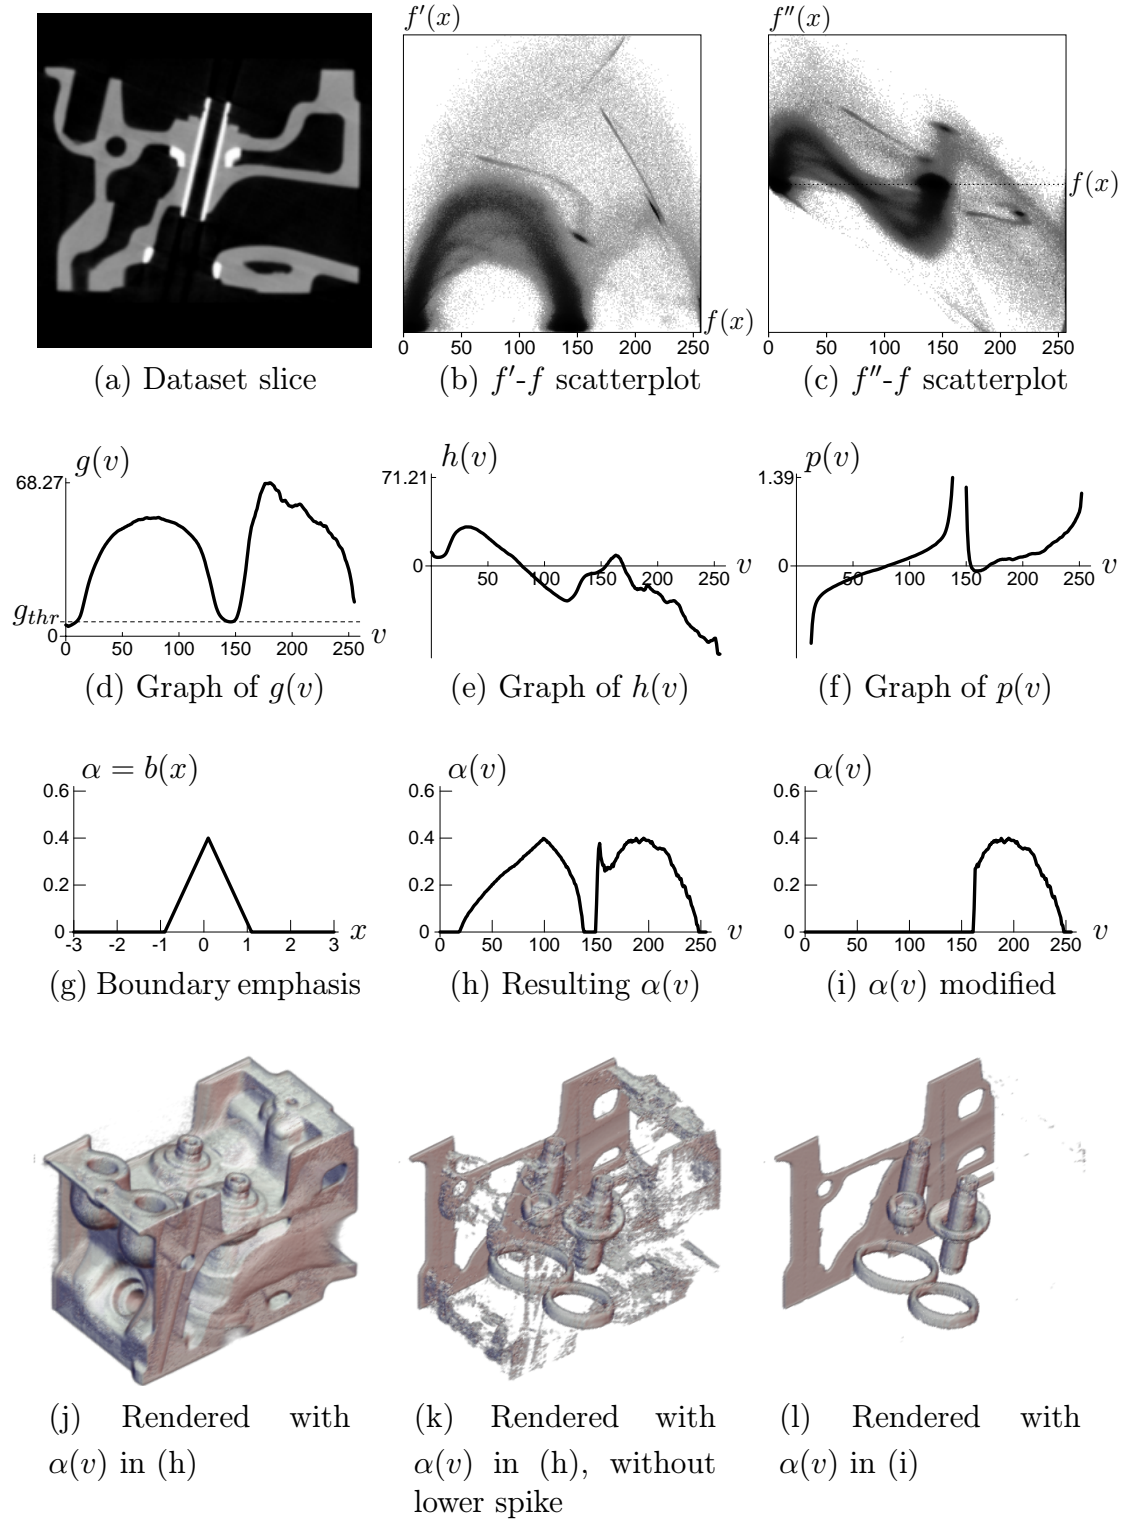 f′(x)
f″(x)
f(x)
f(x)
0 50 100 150 200 250
0 50 100 150 200 250
(a) Dataset slice
(b) f′-f scatterplot
(c) f″-f scatterplot
g(v)
68.27
g_thr
0
0 50 100 150 200 250
v
h(v)
71.21
0
50 100 150 200 250
v
p(v)
1.39
0
50 100 150 200 250
v
(d) Graph of g(v)
(e) Graph of h(v)
(f) Graph of p(v)
α = b(x)
0.6
0.4
0.2
0
-3 -2 -1 0 1 2 3
x
α(v)
0.6
0.4
0.2
0
0 50 100 150 200 250
v
α(v)
0.6
0.4
0.2
0
0 50 100 150 200 250
v
(g) Boundary emphasis
(h) Resulting α(v)
(i) α(v) modified
(j) Rendered with
α(v) in (h)
(k) Rendered with
α(v) in (h), without
lower spike
(l) Rendered with
α(v) in (i)